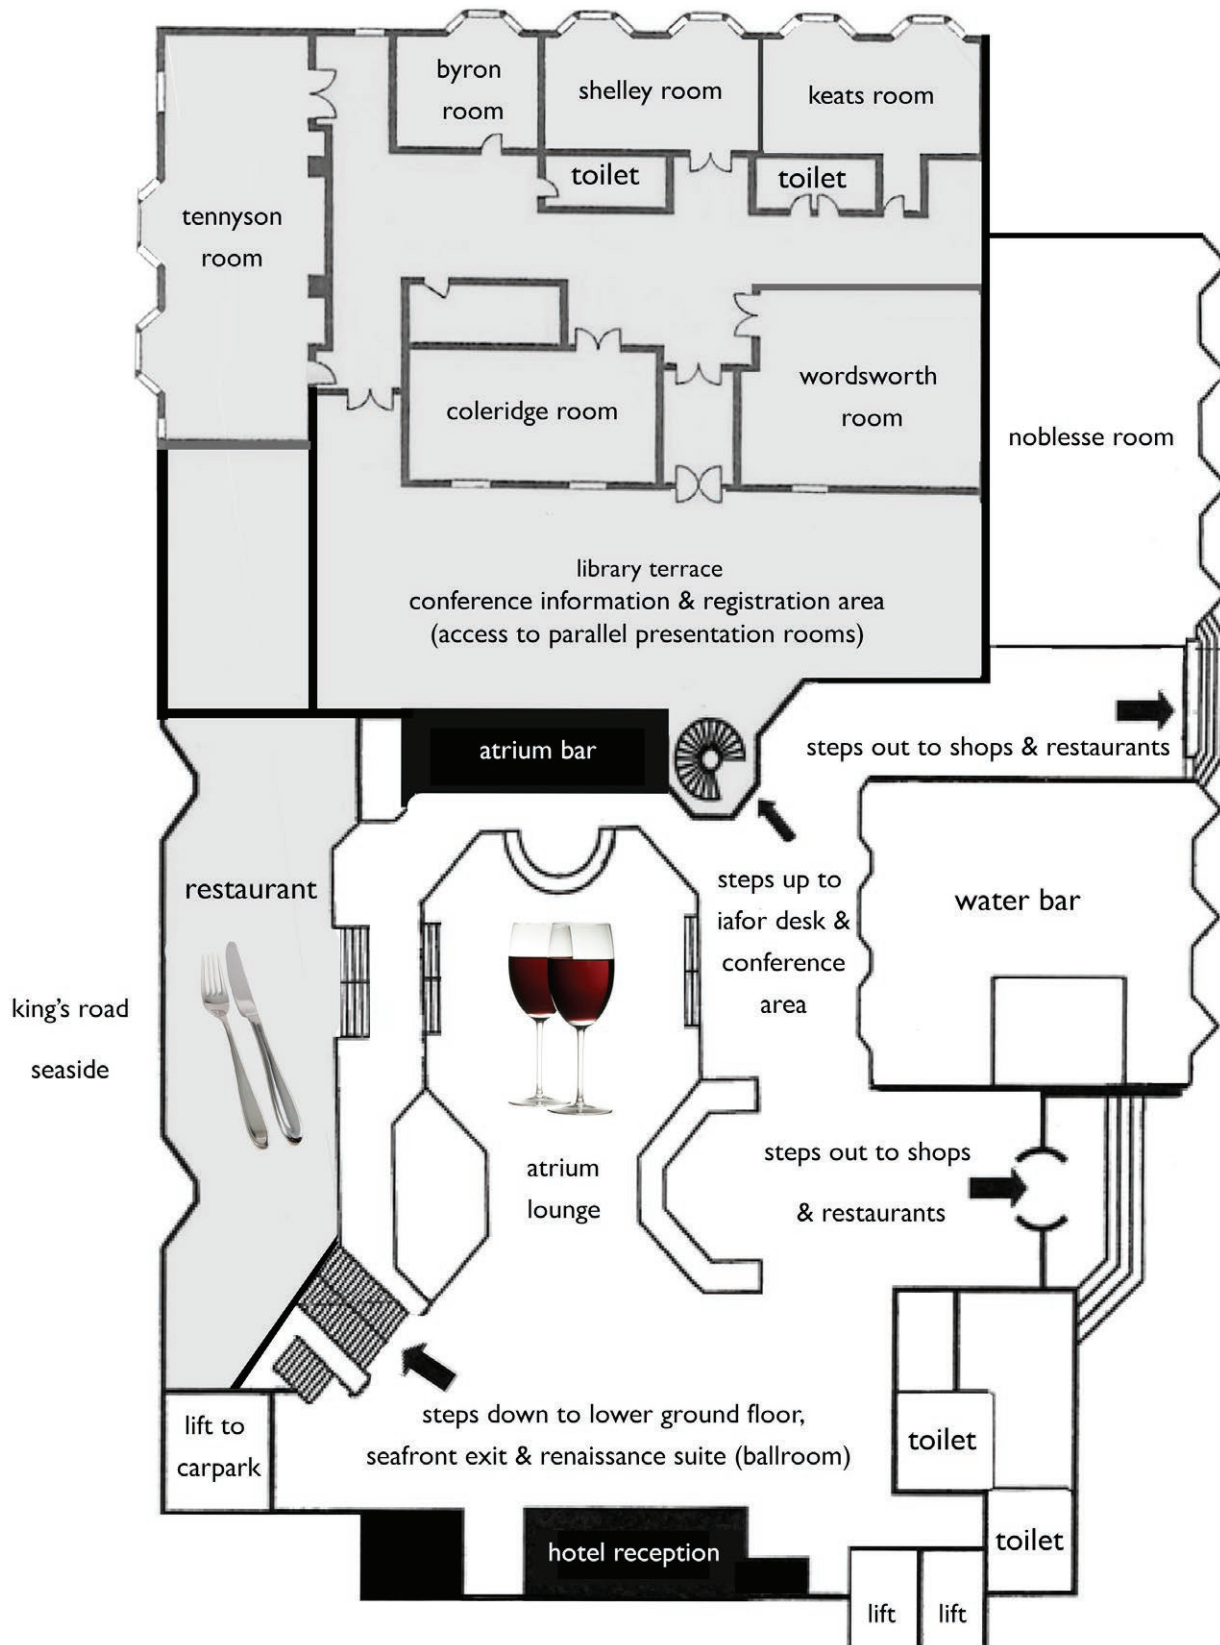 byron
room
shelley room
keats room
toilet
toilet
tennyson
room
wordsworth
room
coleridge room
noblesse room
library terrace
conference information & registration area
(access to parallel presentation rooms)
atrium bar
steps out to shops & restaurants
restaurant
steps up to
iafor desk &
conference
area
water bar
king's road
seaside
atrium
lounge
steps out to shops
& restaurants
steps down to lower ground floor,
seafront exit & renaissance suite (ballroom)
lift to
carpark
toilet
toilet
hotel reception
lift
lift